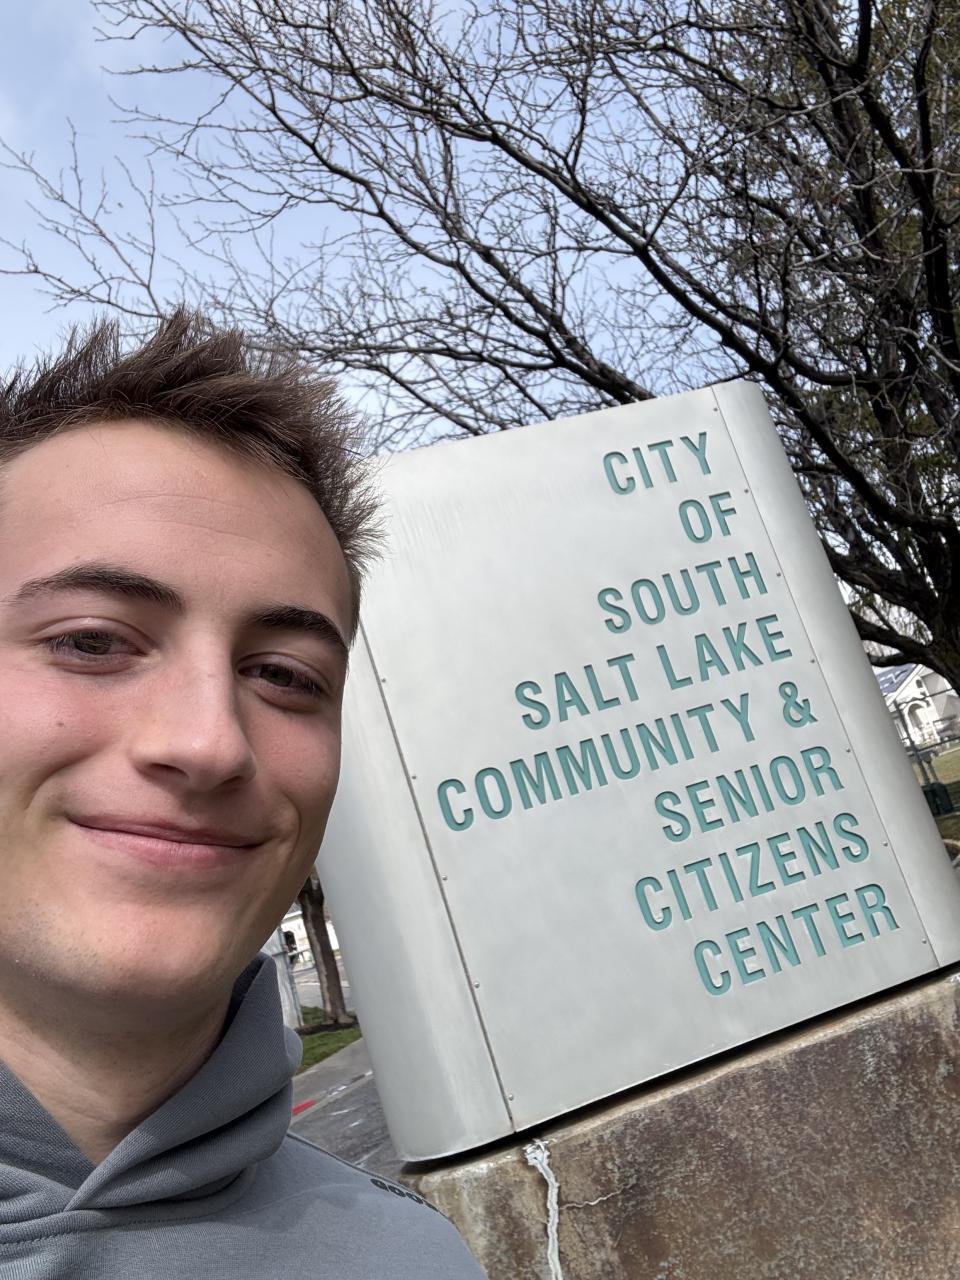 CITY
OF
SOUTH
SALT LAKE
COMMUNITY &
SENIOR
CITIZENS
CENTER